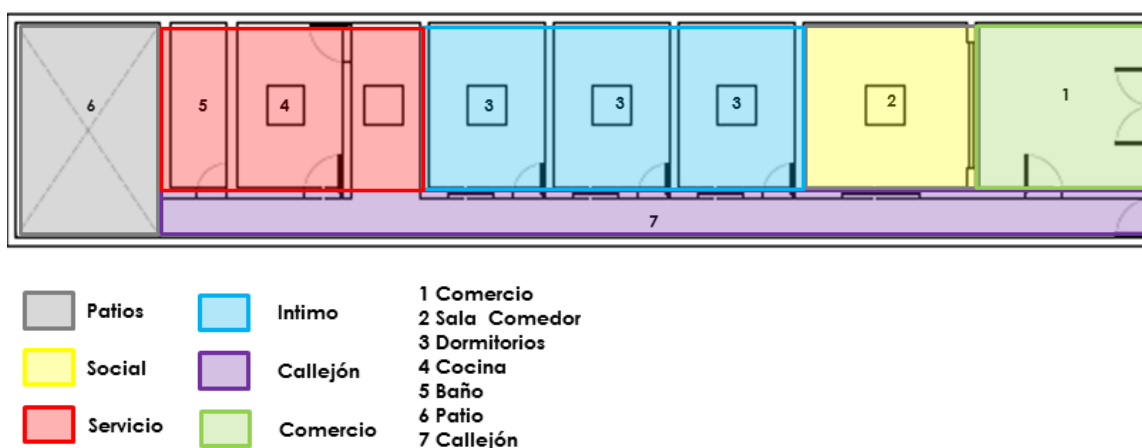 6
5
4
3
3
3
2
1
7
Patios
Social
Servicio
Intimo
Callejón
Comercio
1 Comercio
2 Sala Comedor
3 Dormitorios
4 Cocina
5 Baño
6 Patio
7 Callejón